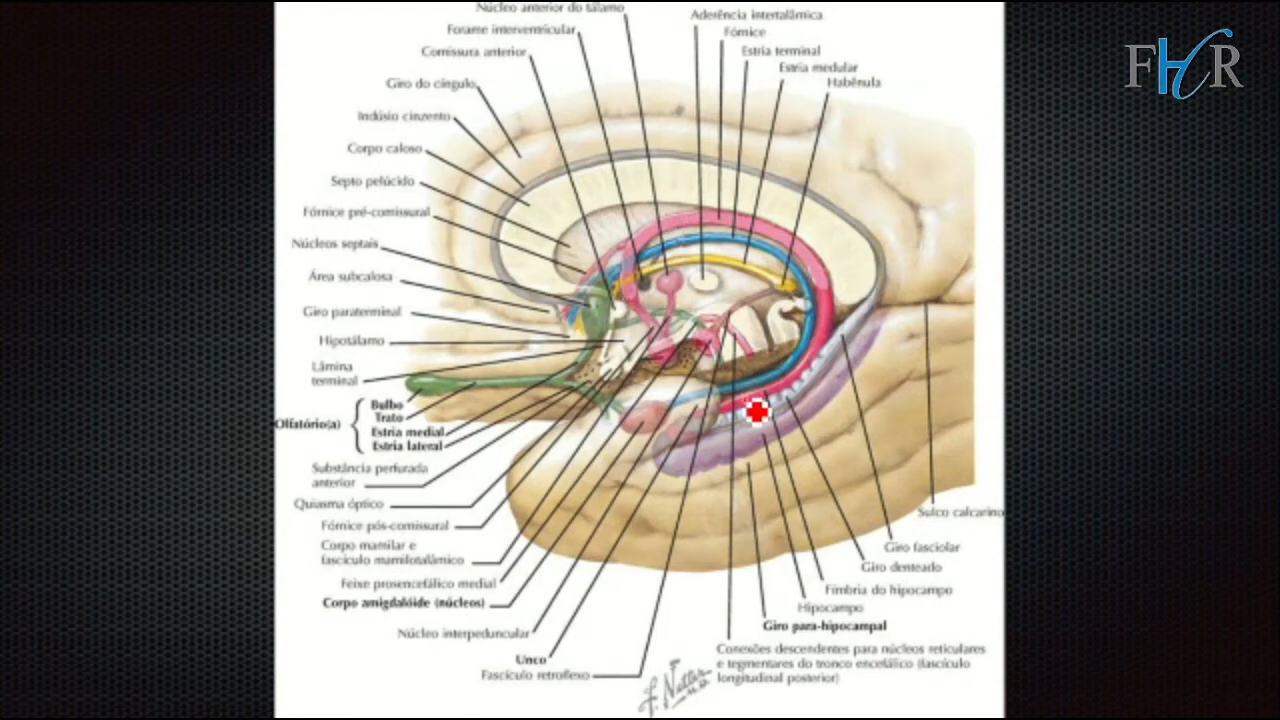 Núcleo anterior do tálamo
Forame interventricular
Comissura anterior
Giro do cíngulo
Indúsio cinzento
Corpo caloso
Septo pelúcido
Fórnice pré-comissural
Núcleos septais
Área subcalosa
Giro paraterminal
Hipotálamo
Lâmina
terminal
Olfatório(a)
Bulbo
Trato
Estria medial
Estria lateral
Substância perfurada
anterior
Quiasma óptico
Fórnice pós-comissural
Corpo mamilar e
fascículo mamilotalâmico
Feixe prosencefálico medial
Corpo amigdalóide (núcleos)
Núcleo interpeduncular
Unco
Fascículo retroflexo
Aderência intertalâmica
Fórnice
Estria terminal
Estria medular
Habênula
FHCR
Sulco calcarino
Giro fasciolar
Giro denteado
Fímbria do hipocampo
Hipocampo
Giro para-hipocampal
Conexões descendentes para núcleos reticulares
e tegmentares do tronco encefálico (fascículo
longitudinal posterior)
F. Netter
M.D.